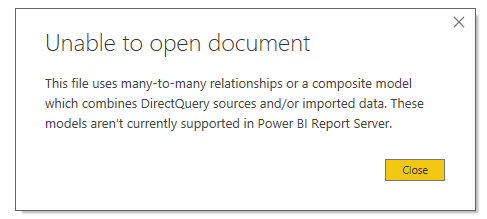 Unable to open document
This file uses many-to-many relationships or a composite model
which combines DirectQuery sources and/or imported data. These
models aren't currently supported in Power BI Report Server.
Close